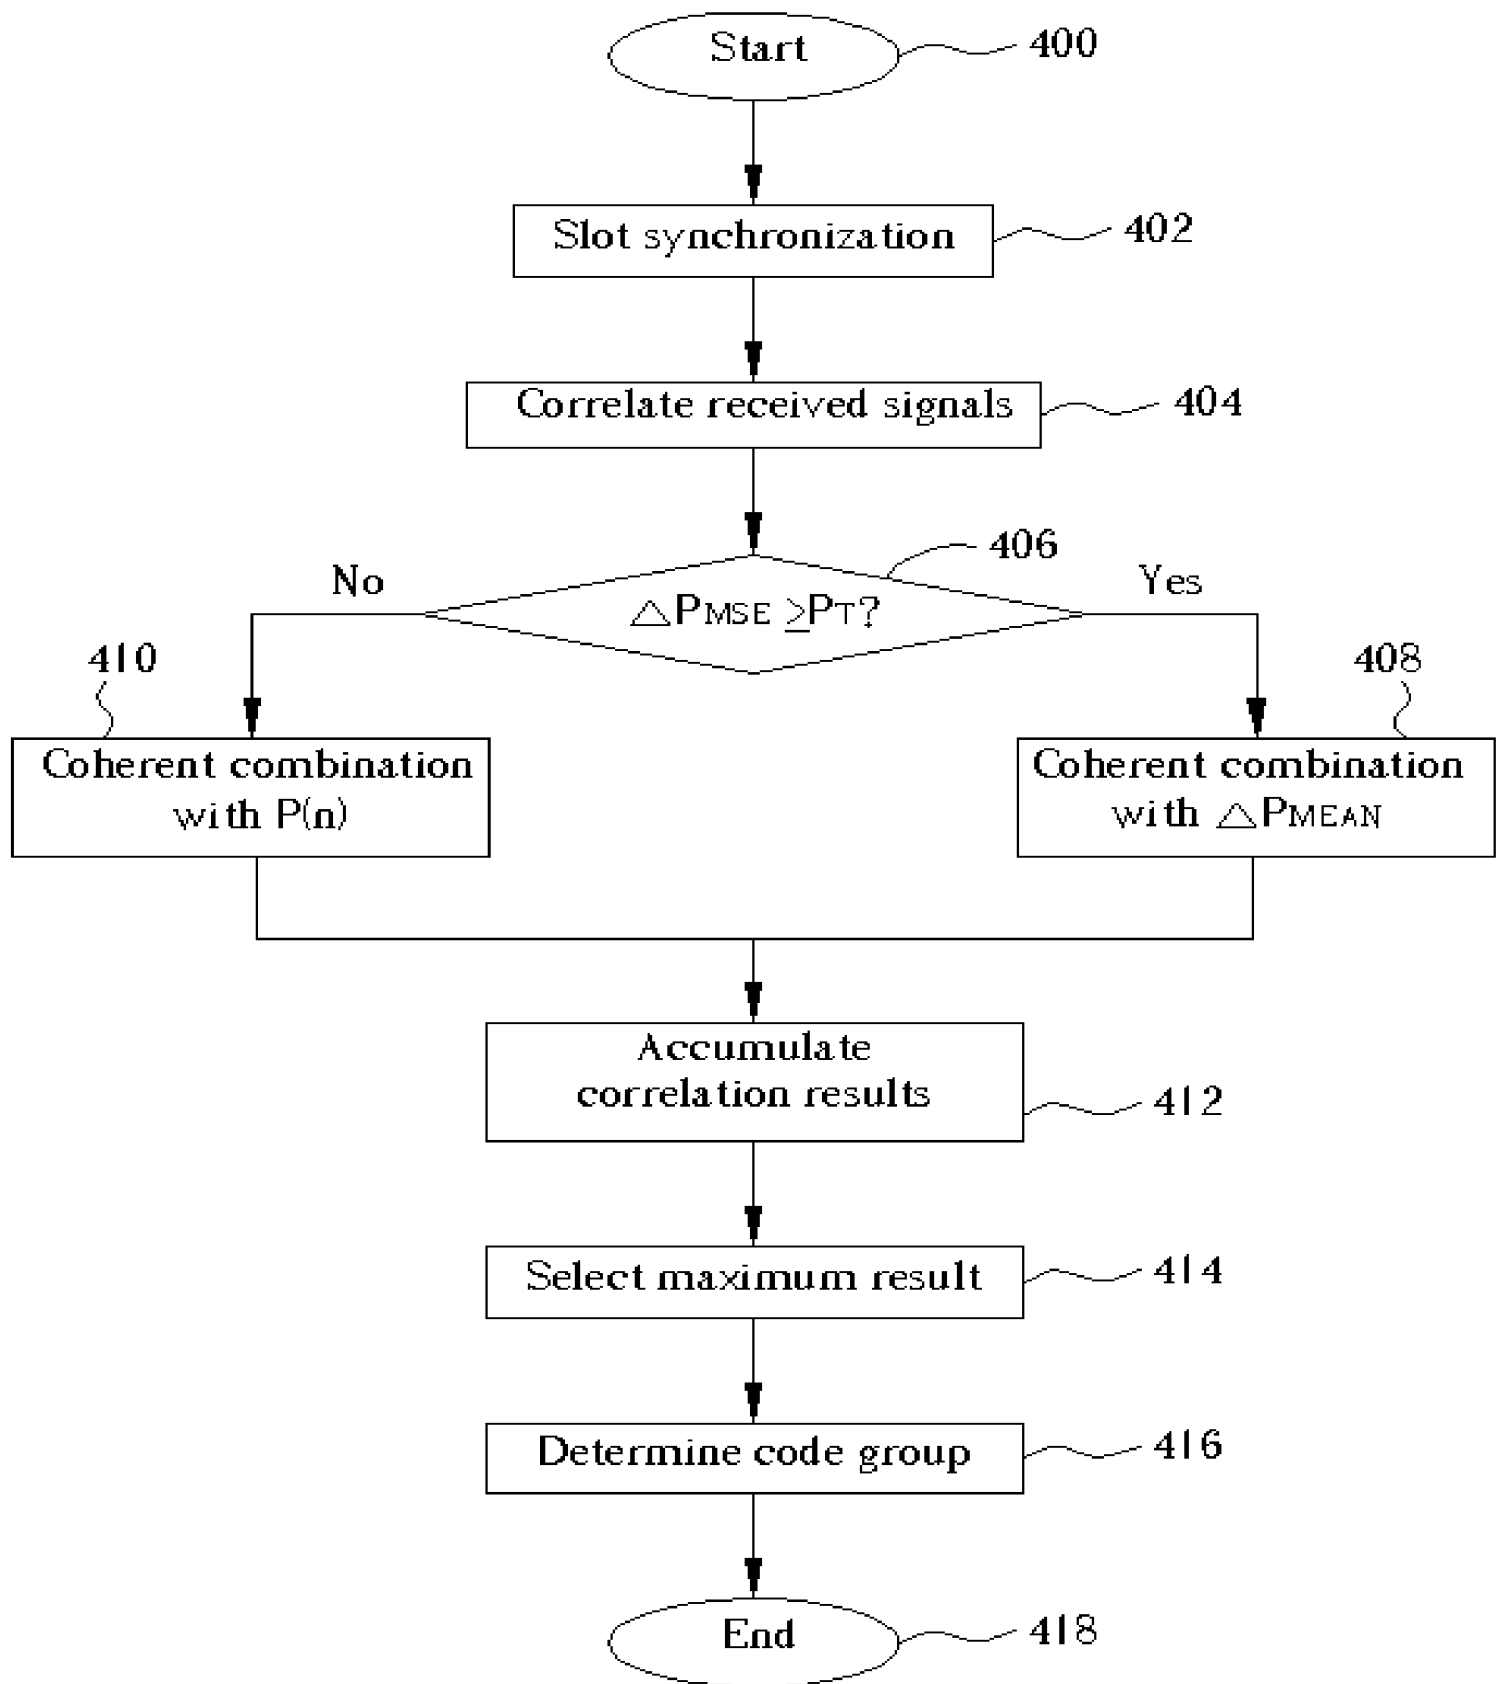 Start
400
Slot synchronization
402
Correlate received signals
404
406
No
Yes
△PMSE ≥PT?
410
408
Coherent combination
with P(n)
Coherent combination
with △PMEAN
Accumulate
correlation results
412
Select maximum result
414
Determine code group
416
End
418